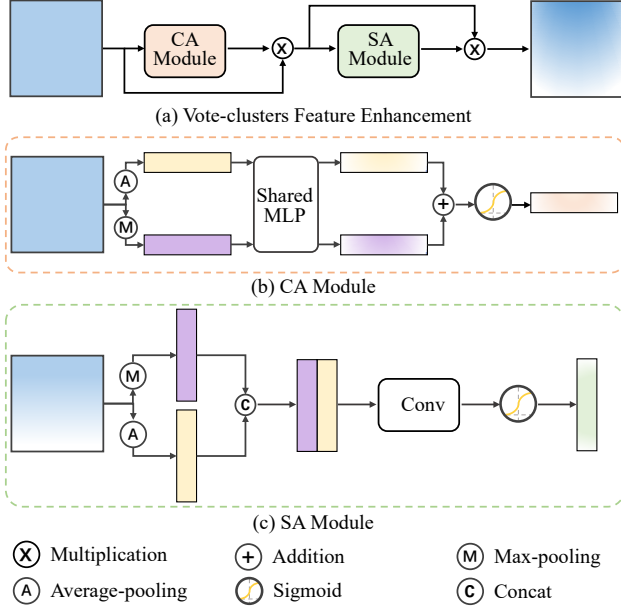 CA
Module
X
SA
Module
X
(a) Vote-clusters Feature Enhancement
A
M
Shared
MLP
+
(b) CA Module
M
A
C
Conv
(c) SA Module
X Multiplication
+ Addition
M Max-pooling
A Average-pooling
Sigmoid
C Concat